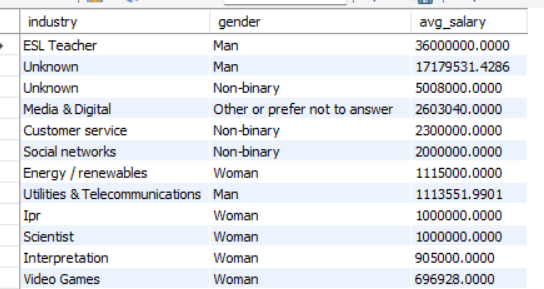 industry gender avg_salary
ESL Teacher Man 36000000.0000
Unknown Man 17179531.4286
Unknown Non-binary 5008000.0000
Media & Digital Other or prefer not to answer 2603040.0000
Customer service Non-binary 2300000.0000
Social networks Non-binary 2000000.0000
Energy / renewables Woman 1115000.0000
Utilities & Telecommunications Man 1113551.9901
Ipr Woman 1000000.0000
Scientist Woman 1000000.0000
Interpretation Woman 905000.0000
Video Games Woman 696928.0000